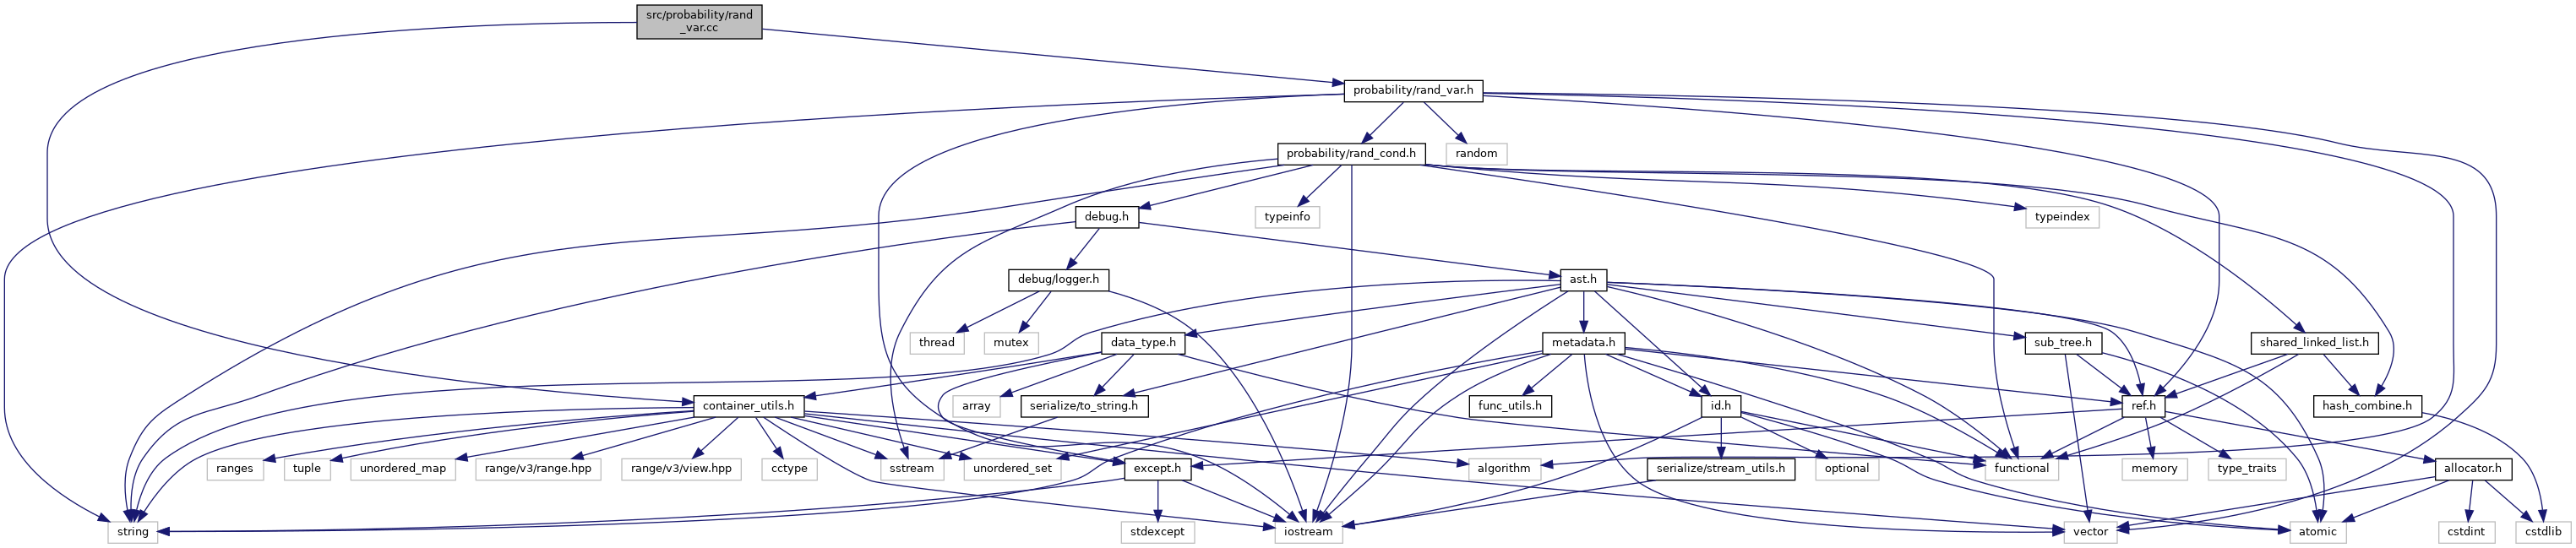 src/probability/rand
_var.cc
probability/rand_var.h
probability/rand_cond.h
random
debug.h
typeinfo
typeindex
debug/logger.h
ast.h
thread
mutex
data_type.h
metadata.h
sub_tree.h
shared_linked_list.h
container_utils.h
array
serialize/to_string.h
func_utils.h
id.h
ref.h
hash_combine.h
ranges
tuple
unordered_map
range/v3/range.hpp
range/v3/view.hpp
cctype
sstream
unordered_set
except.h
algorithm
serialize/stream_utils.h
optional
functional
memory
type_traits
allocator.h
string
stdexcept
iostream
vector
atomic
cstdint
cstdlib